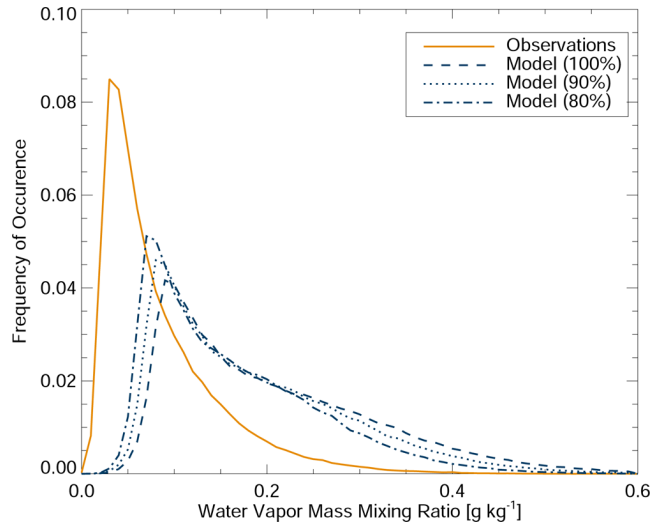 0.10
Observations
Model (100%)
Model (90%)
Model (80%)
0.08
0.06
0.04
0.02
0.00
Frequency of Occurence
0.0
0.2
0.4
0.6
Water Vapor Mass Mixing Ratio [g kg⁻¹]